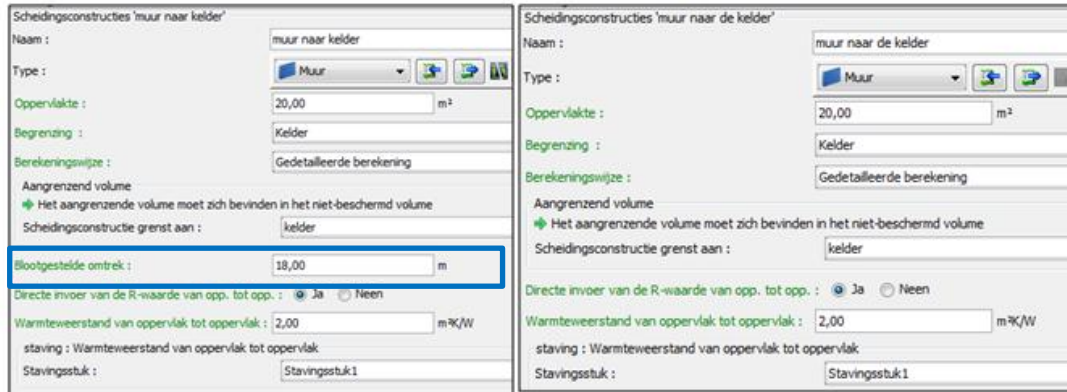 Scheidingsconstructies 'muur naar kelder'
Naam : muur naar kelder
Type : Muur
Oppervlakte : 20,00 m²
Begrenzing : Kelder
Berekeningswijze : Gedetailleerde berekening
Aangrenzend volume
Het aangrenzende volume moet zich bevinden in het niet-beschermd volume
Scheidingsconstructie grenst aan : kelder
Blootgestelde omtrek : 18,00 m
Directe invoer van de R-waarde van opp. tot opp. : Ja Neen
Warmteweerstand van oppervlak tot oppervlak : 2,00 m²K/W
staving : Warmteweerstand van oppervlak tot oppervlak
Stavingsstuk : Stavingsstuk1
Scheidingsconstructies 'muur naar de kelder'
Naam : muur naar de kelder
Type : Muur
Oppervlakte : 20,00 m²
Begrenzing : Kelder
Berekeningswijze : Gedetailleerde berekening
Aangrenzend volume
Het aangrenzende volume moet zich bevinden in het niet-beschermd volume
Scheidingsconstructie grenst aan : kelder
Directe invoer van de R-waarde van opp. tot opp. : Ja Neen
Warmteweerstand van oppervlak tot oppervlak : 2,00 m²K/W
staving : Warmteweerstand van oppervlak tot oppervlak
Stavingsstuk : Stavingsstuk1